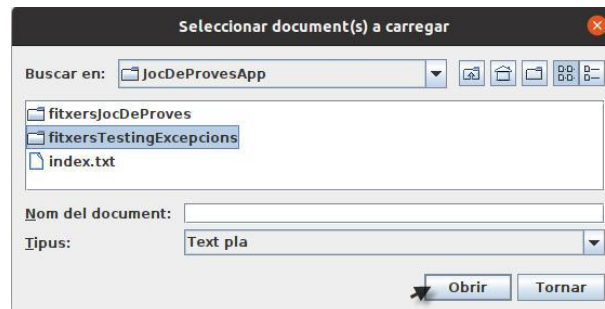 Seleccionar document(s) a carregar
Buscar en: JocDeProvesApp
fitxersJocDeProves
fitxersTestingExcepcions
index.txt
Nom del document:
Tipus: Text pla
Obrir Tornar